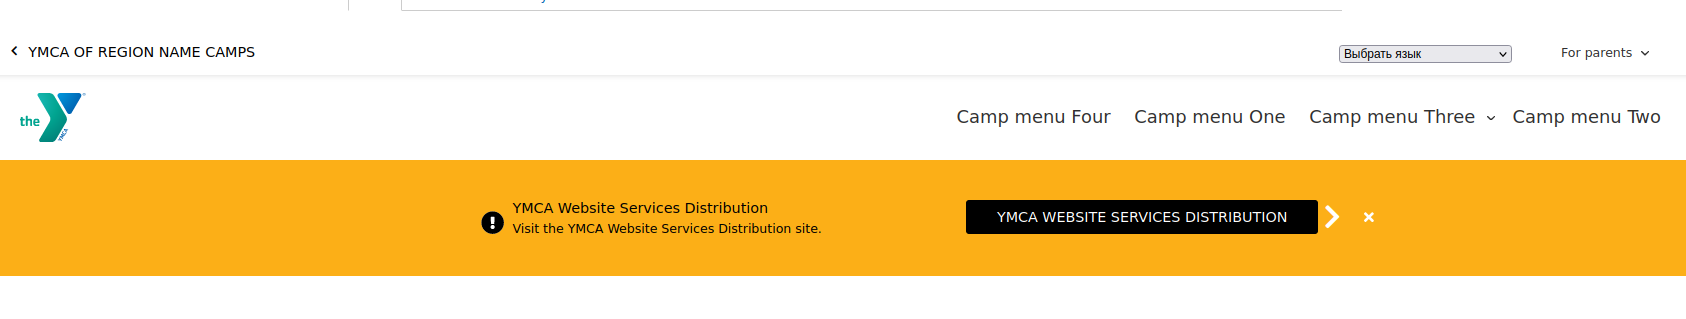 YMCA OF REGION NAME CAMPS
Выбрать язык
For parents
the
YMCA
Camp menu Four
Camp menu One
Camp menu Three
Camp menu Two
YMCA Website Services Distribution
Visit the YMCA Website Services Distribution site.
YMCA WEBSITE SERVICES DISTRIBUTION